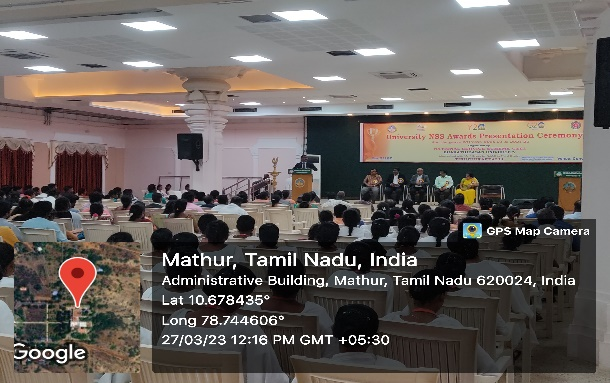 University NSS Awards Presentation Ceremony
GPS Map Camera
Mathur, Tamil Nadu, India
Administrative Building, Mathur, Tamil Nadu 620024, India
Lat 10.678435°
Long 78.744606°
27/03/23 12:16 PM GMT +05:30
Google